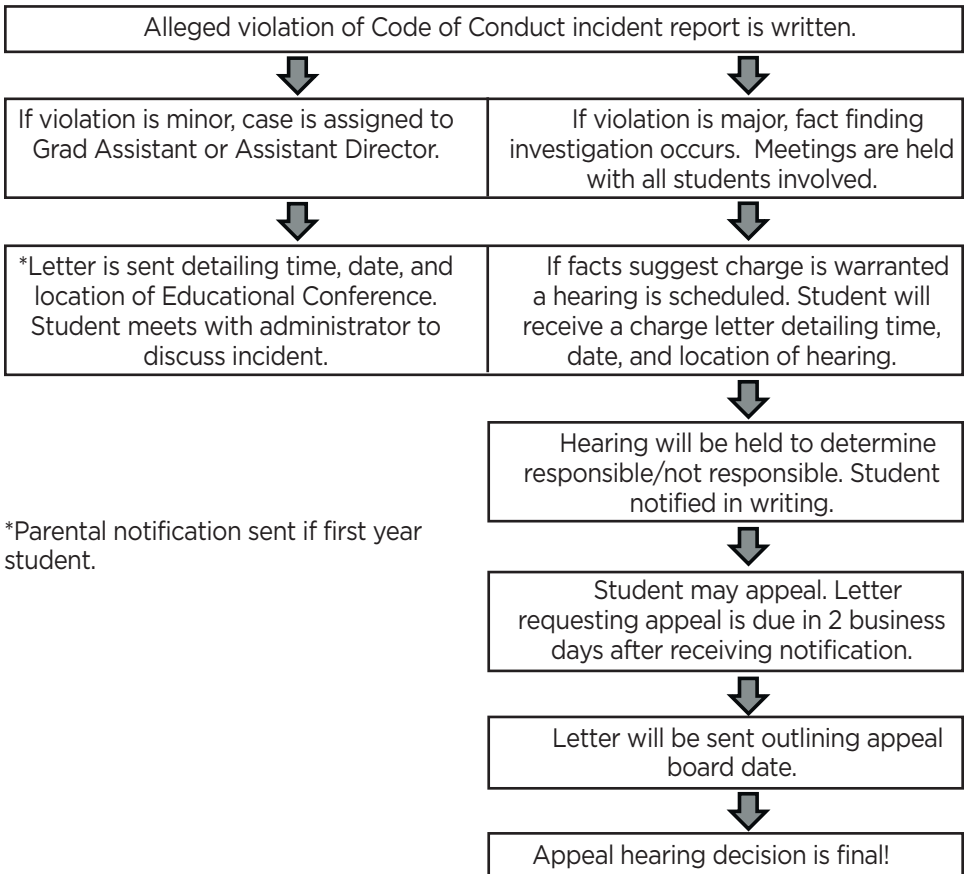 Alleged violation of Code of Conduct incident report is written.
If violation is minor, case is assigned to
Grad Assistant or Assistant Director.
If violation is major, fact finding
investigation occurs.  Meetings are held
with all students involved.
*Letter is sent detailing time, date, and
location of Educational Conference.
Student meets with administrator to
discuss incident.
If facts suggest charge is warranted
a hearing is scheduled. Student will
receive a charge letter detailing time,
date, and location of hearing.
Hearing will be held to determine
responsible/not responsible. Student
notified in writing.
*Parental notification sent if first year
student.
Student may appeal. Letter
requesting appeal is due in 2 business
days after receiving notification.
Letter will be sent outlining appeal
board date.
Appeal hearing decision is final!